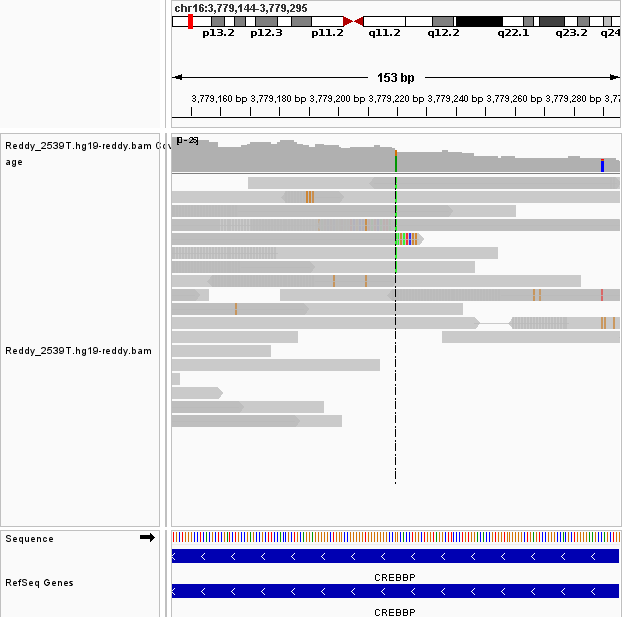 chr16:3,779,144-3,779,295
p13.2 p12.3 p11.2 q11.2 q12.2 q22.1 q23.2 q24
153 bp
3,779,160 bp 3,779,180 bp 3,779,200 bp 3,779,220 bp 3,779,240 bp 3,779,260 bp 3,779,280 bp 3,77
Reddy_2539T.hg19-reddy.bam Cov
age
Reddy_2539T.hg19-reddy.bam
Sequence
CREBBP
RefSeq Genes
CREBBP